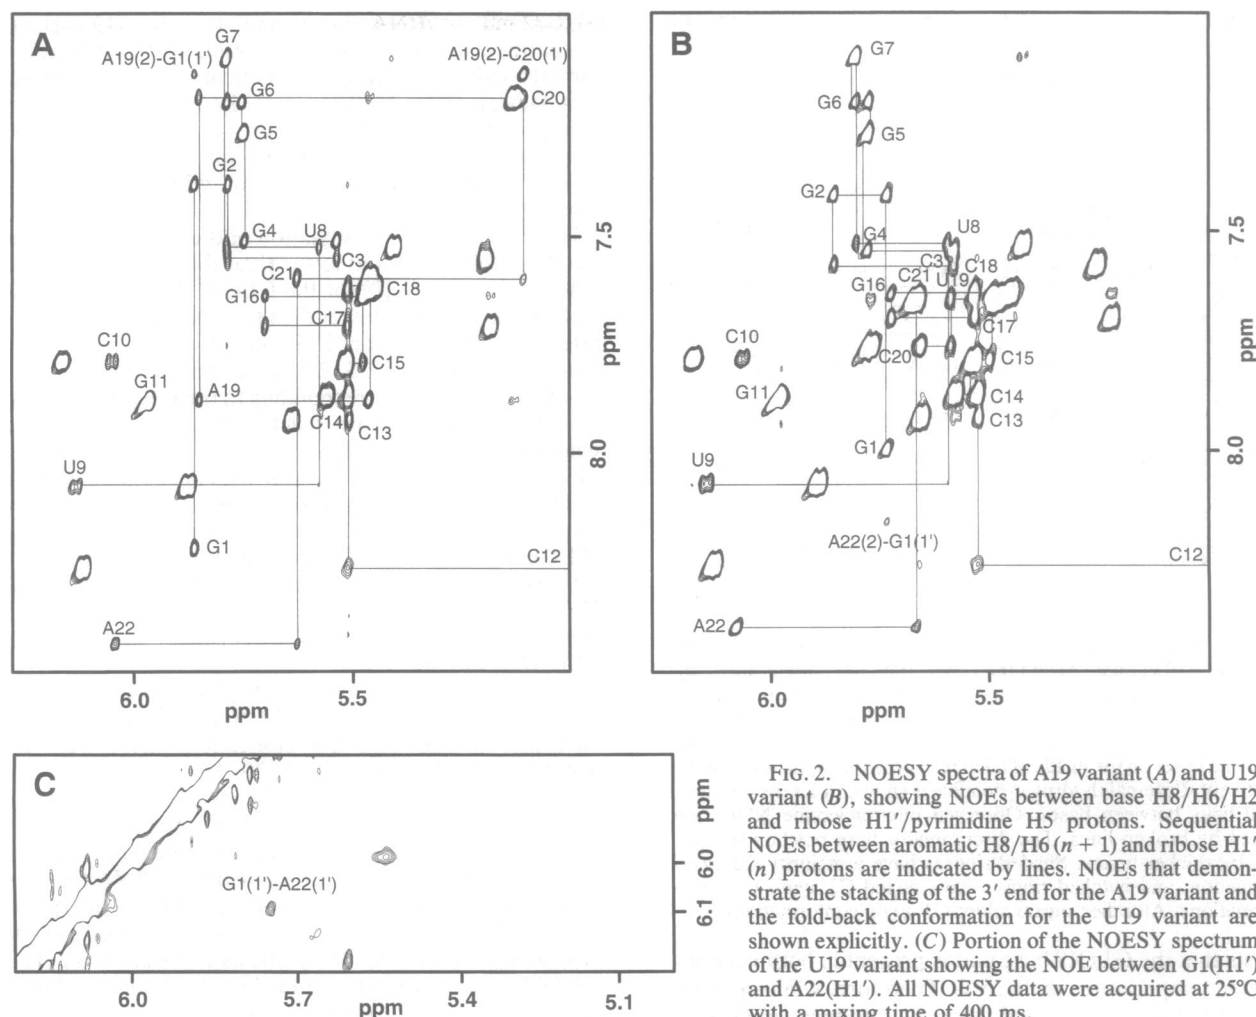 A
G7
A19(2)-G1(1')
A19(2)-C20(1')
G6
C20
G5
G2
G4
U8
C3
C21
G16
C18
C17
C10
C15
G11
A19
C14
C13
U9
G1
C12
A22
7.5
8.0
ppm
6.0
5.5
ppm
B
G7
G6
G5
G2
G4
U8
C3
C18
G16
C21
U19
C17
C10
C20
C15
G11
C14
C13
G1
U9
A22(2)-G1(1')
C12
A22
7.5
8.0
ppm
6.0
5.5
ppm
C
G1(1')-A22(1')
ppm
6.0
6.1
6.0
5.7
5.4
5.1
ppm
FIG. 2. NOESY spectra of A19 variant (A) and U19
variant (B), showing NOEs between base H8/H6/H2
and ribose H1′/pyrimidine H5 protons. Sequential
NOEs between aromatic H8/H6 (n + 1) and ribose H1′
(n) protons are indicated by lines. NOEs that demon-
strate the stacking of the 3′ end for the A19 variant and
the fold-back conformation for the U19 variant are
shown explicitly. (C) Portion of the NOESY spectrum
of the U19 variant showing the NOE between G1(H1′)
and A22(H1′). All NOESY data were acquired at 25°C
with a mixing time of 400 ms.